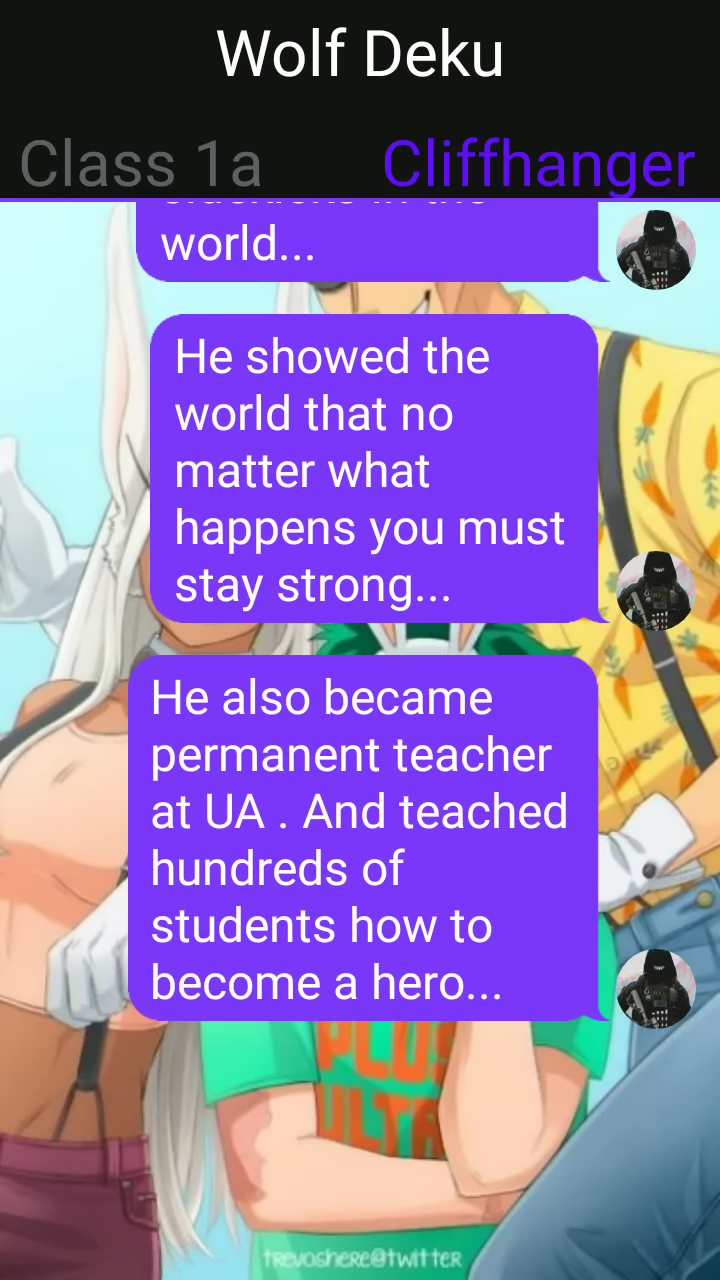 Wolf Deku
Class 1a Cliffhanger
in the
world...
He showed the
world that no
matter what
happens you must
stay strong...
He also became
permanent teacher
at UA . And teached
hundreds of
students how to
become a hero...
PLUS
ULTRA
trevoshere@twitter